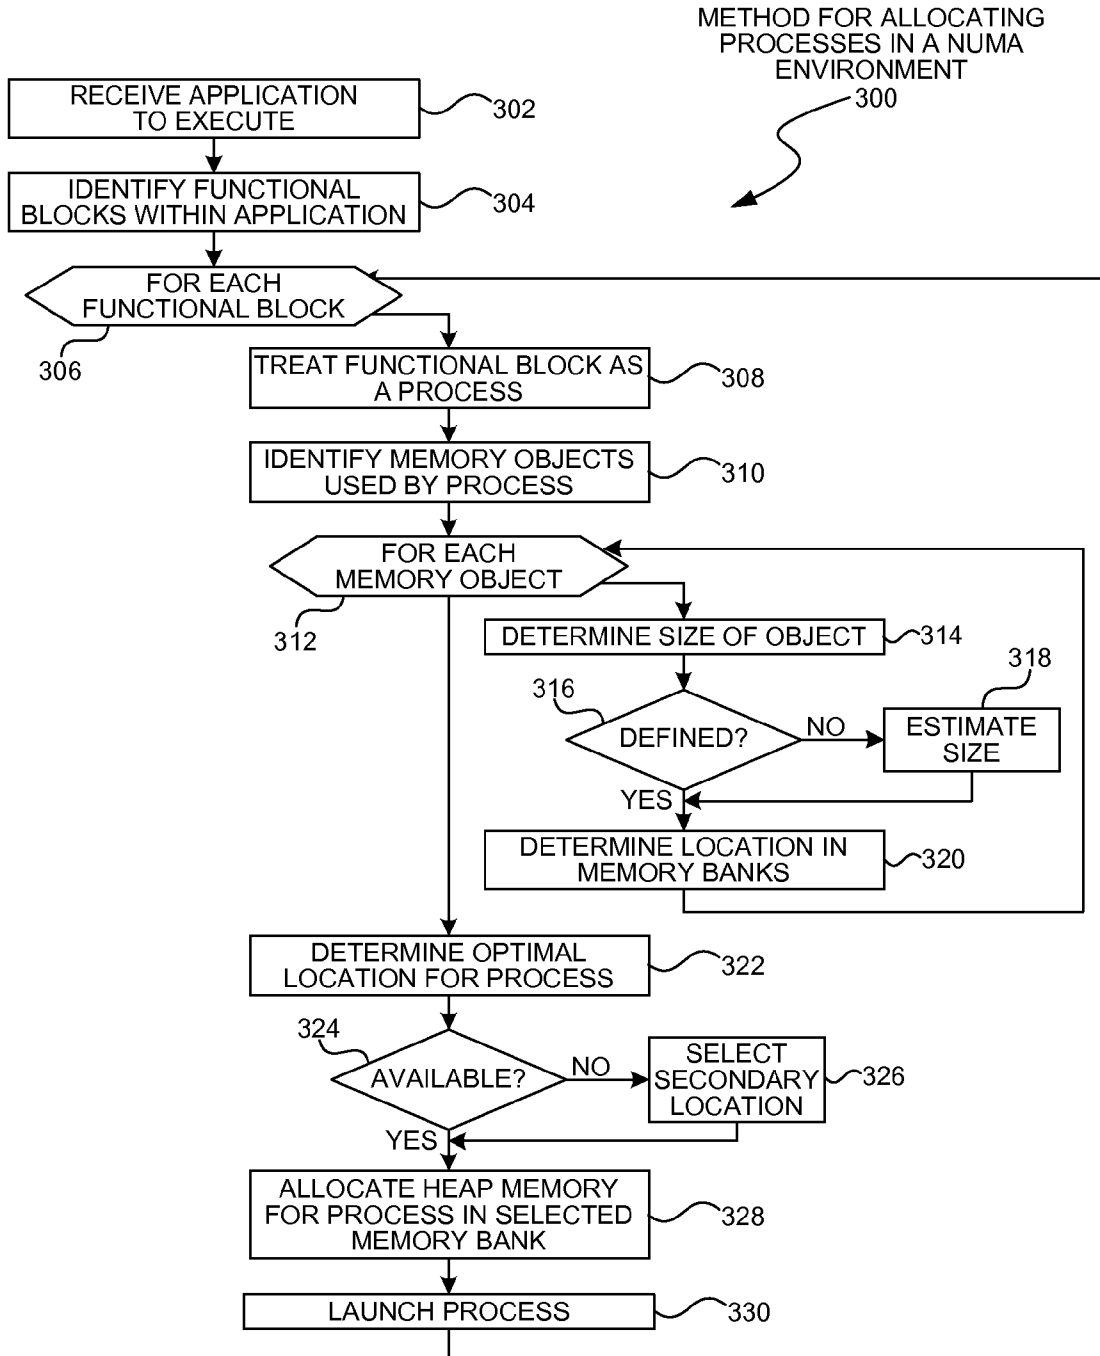 METHOD FOR ALLOCATING
PROCESSES IN A NUMA
ENVIRONMENT
300
RECEIVE APPLICATION
TO EXECUTE
302
IDENTIFY FUNCTIONAL
BLOCKS WITHIN APPLICATION
304
FOR EACH
FUNCTIONAL BLOCK
306
TREAT FUNCTIONAL BLOCK AS
A PROCESS
308
IDENTIFY MEMORY OBJECTS
USED BY PROCESS
310
FOR EACH
MEMORY OBJECT
312
DETERMINE SIZE OF OBJECT
314
316
DEFINED?
NO
318
ESTIMATE
SIZE
YES
DETERMINE LOCATION IN
MEMORY BANKS
320
DETERMINE OPTIMAL
LOCATION FOR PROCESS
322
324
AVAILABLE?
NO
SELECT
SECONDARY
LOCATION
326
YES
ALLOCATE HEAP MEMORY
FOR PROCESS IN SELECTED
MEMORY BANK
328
LAUNCH PROCESS
330